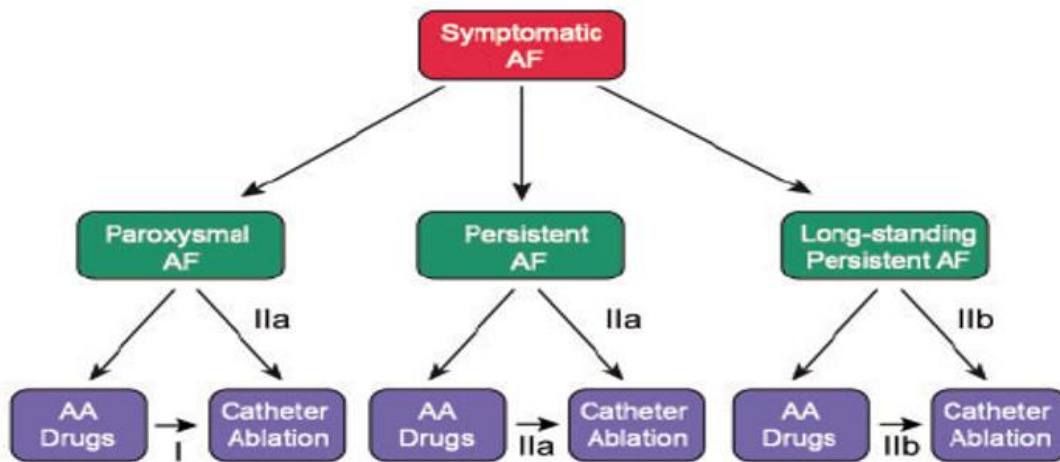 Symptomatic
AF
Paroxysmal
AF
Persistent
AF
Long-standing
Persistent AF
IIa
IIa
IIb
AA
Drugs
I
Catheter
Ablation
AA
Drugs
IIa
Catheter
Ablation
AA
Drugs
IIb
Catheter
Ablation